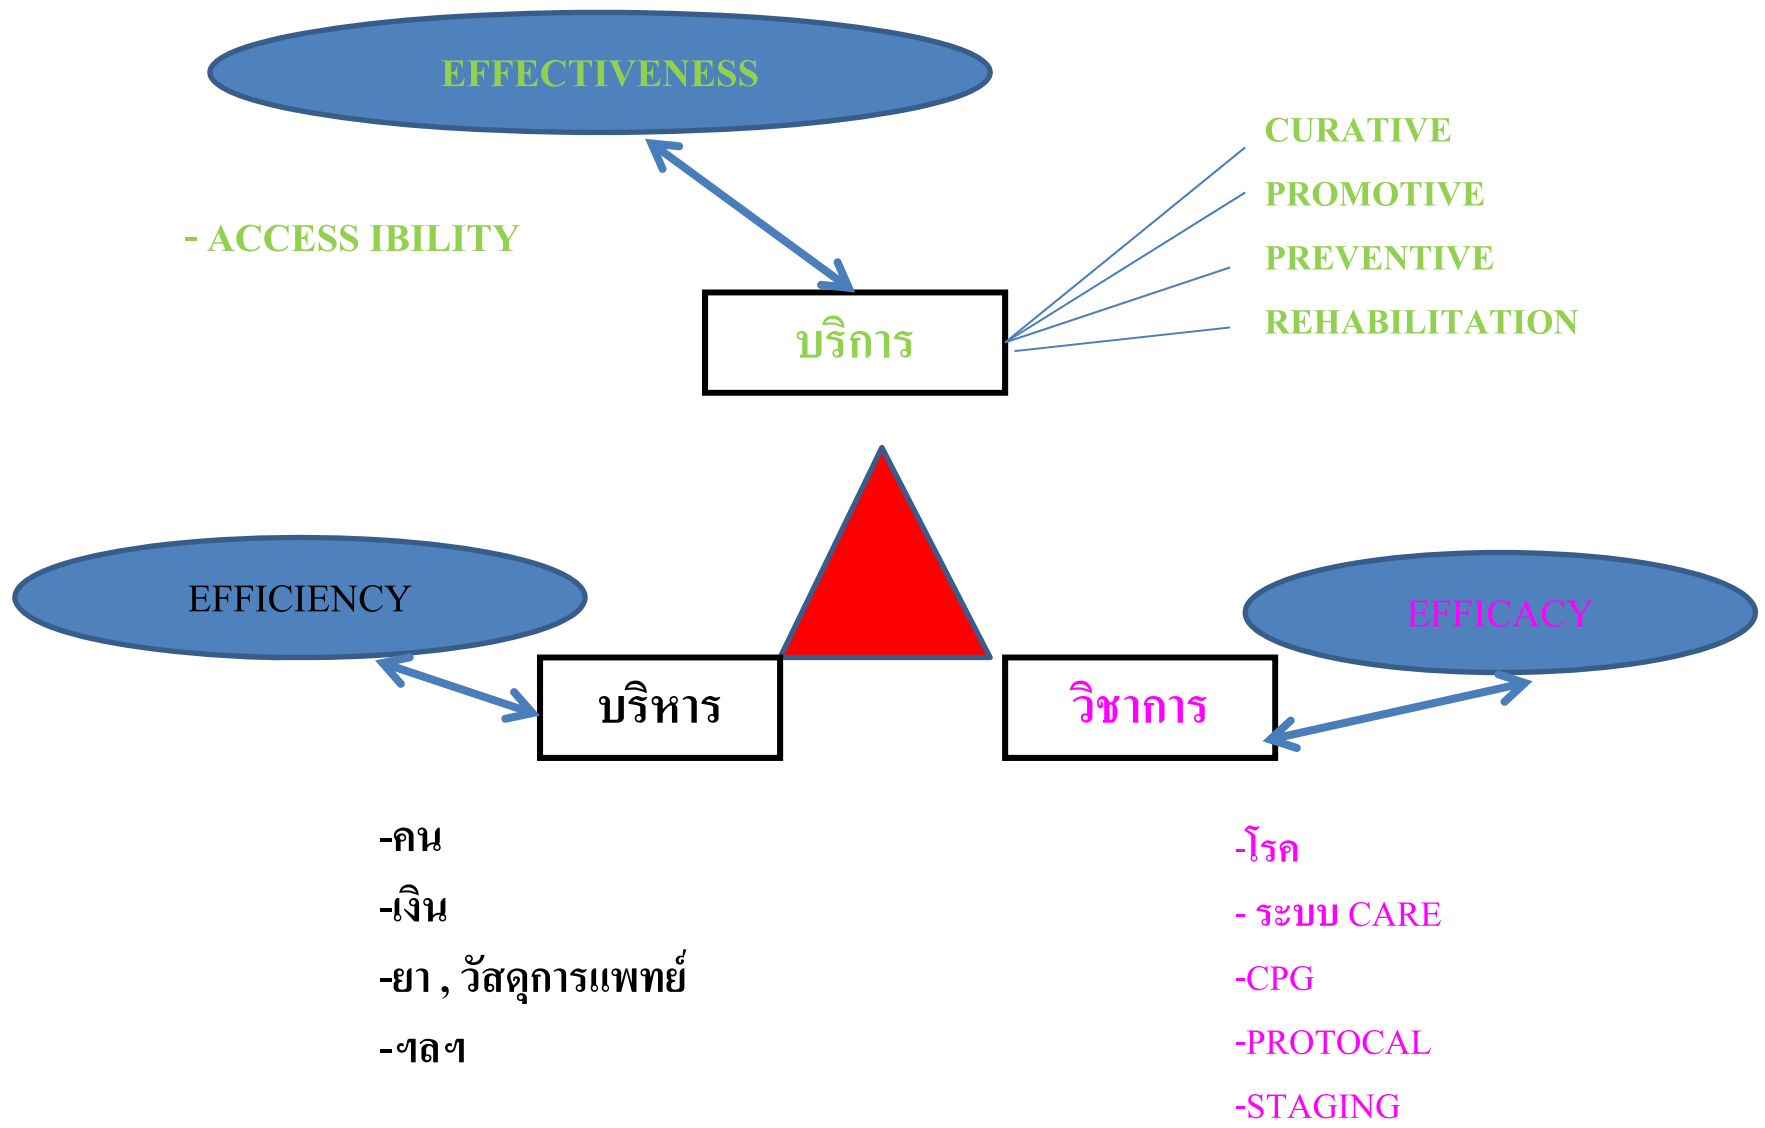 EFFECTIVENESS
CURATIVE
PROMOTIVE
- ACCESS IBILITY
PREVENTIVE
REHABILITATION
บริการ
EFFICIENCY
EFFICACY
บริหาร
วิชาการ
-คน
-เงิน
-ยา , วัสดุการแพทย์
-ฯลฯ
-โรค
- ระบบ CARE
-CPG
-PROTOCAL
-STAGING